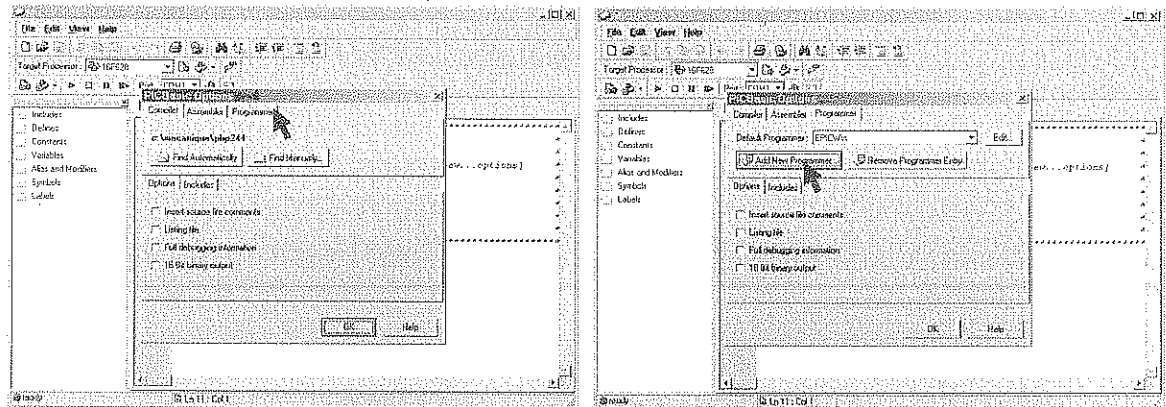 File Edit View Help
Target Processor: 16F628
Compiler Assembler Programmer
Find Automatically Find Manually...
Options Includes
Insert source file comments
Listing file
Full debugging information
16 Bit binary output
OK Help
Includes
Defines
Constants
Variables
Alias and Modifiers
Symbols
Labels
ew...options]
Ready
Ln 11 : Col 1
File Edit View Help
Target Processor: 16F628
Compiler Assembler Programmer
Default Programmer: EPICWin Edit...
Add New Programmer... Remove Programmer Entry
Options Includes
Insert source file comments
Listing file
Full debugging information
16 Bit binary output
OK Help
Includes
Defines
Constants
Variables
Alias and Modifiers
Symbols
Labels
ew...options]
Ready
Ln 11 : Col 1